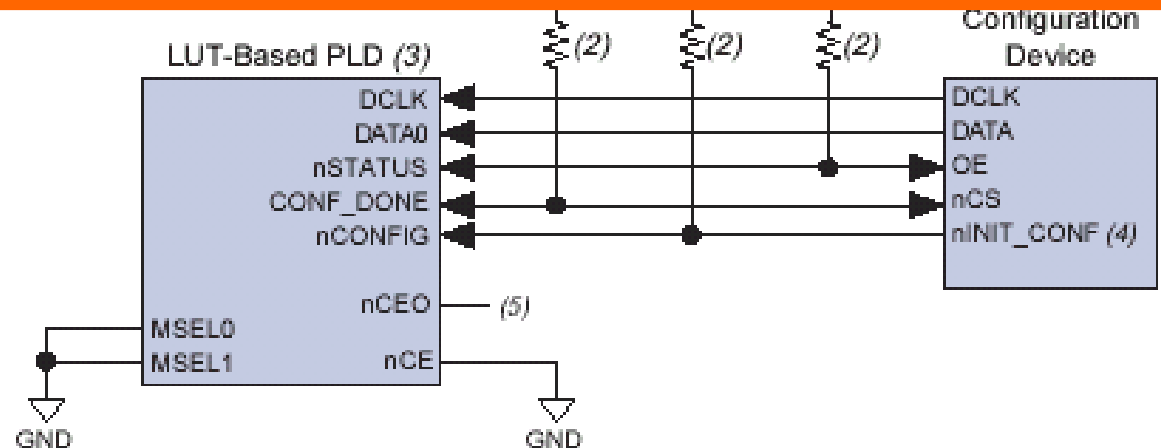 Configuration
Device
(2)
(2)
(2)
LUT-Based PLD (3)
DCLK
DATA0
nSTATUS
CONF_DONE
nCONFIG
nCEO
(5)
MSEL0
MSEL1
nCE
GND
GND
DCLK
DATA
OE
nCS
nINIT_CONF (4)